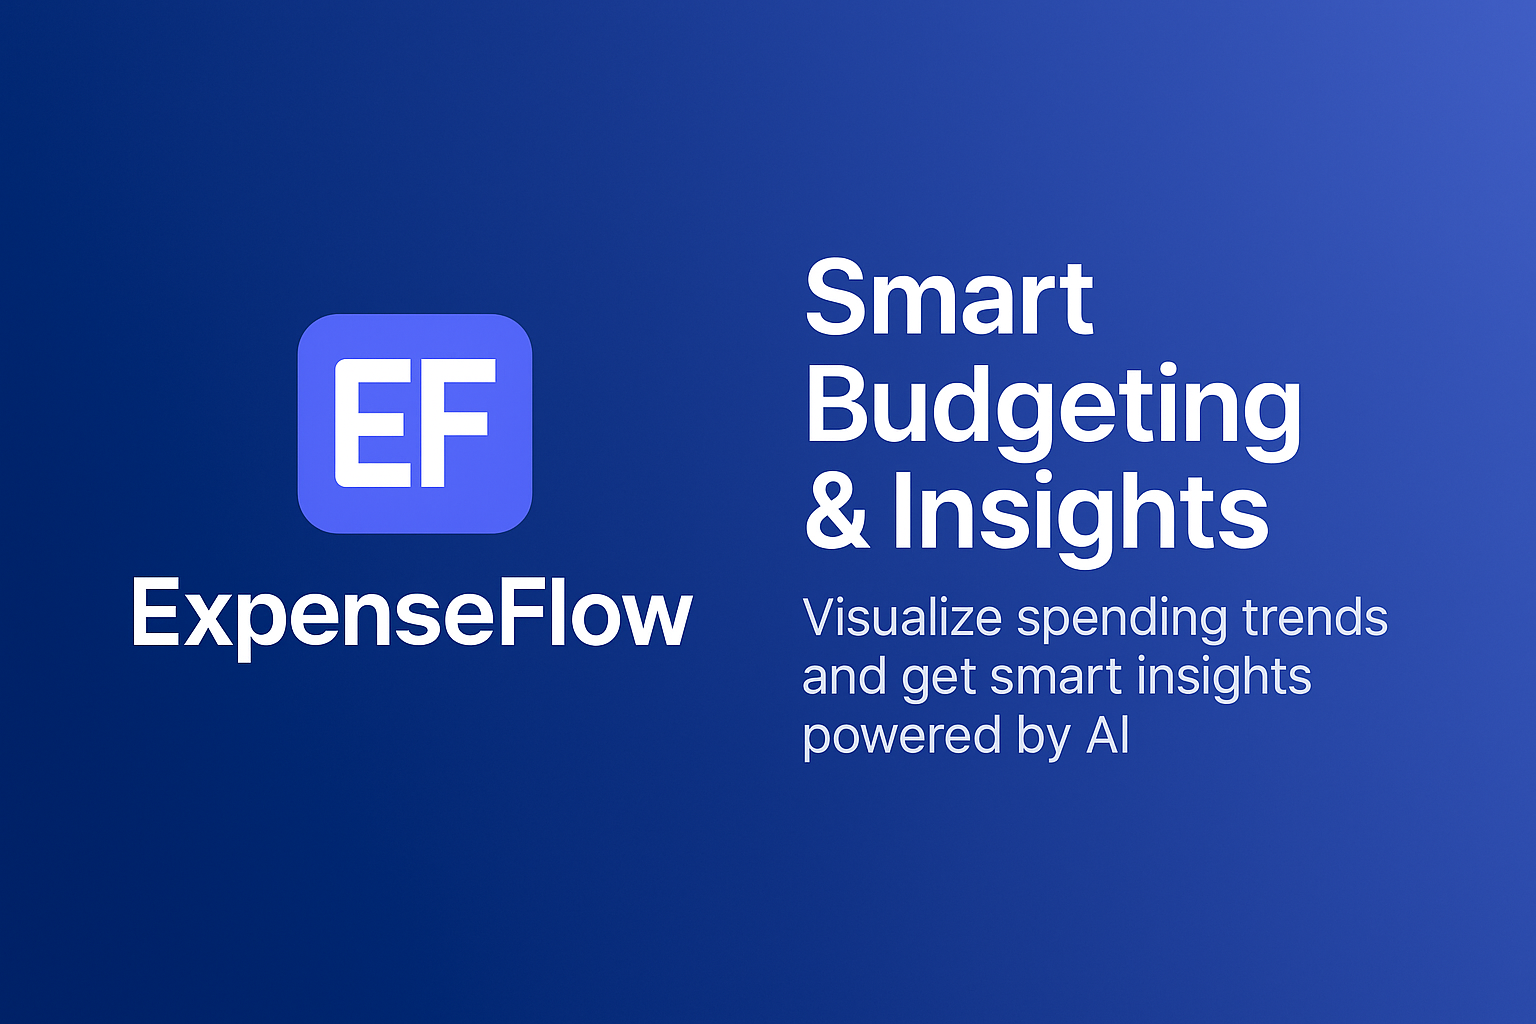 EF
ExpenseFlow
Smart
Budgeting
& Insights
Visualize spending trends
and get smart insights
powered by AI